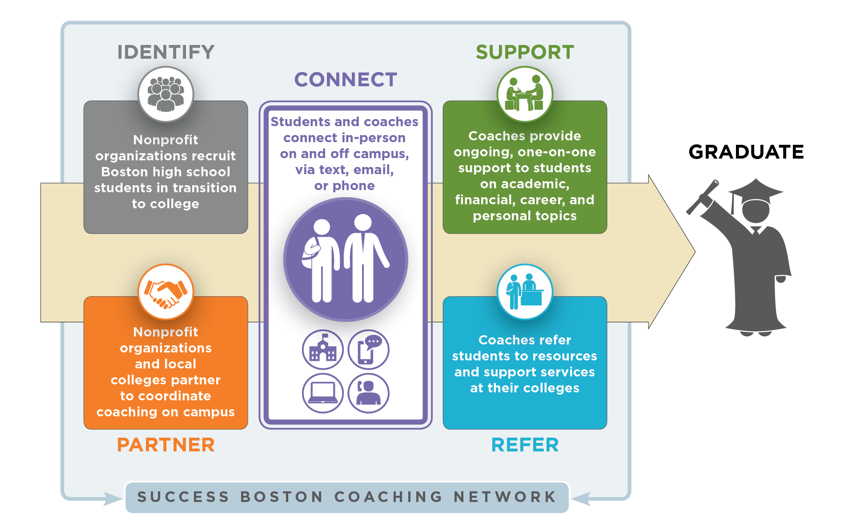 IDENTIFY
Nonprofit
organizations recruit
Boston high school
students in transition
to college
Nonprofit
organizations
and local
colleges partner
to coordinate
coaching on campus
PARTNER
CONNECT
Students and coaches
connect in-person
on and off campus,
via text, email,
or phone
SUPPORT
Coaches provide
ongoing, one-on-one
support to students
on academic,
financial, career, and
personal topics
Coaches refer
students to resources
and support services
at their colleges
REFER
GRADUATE
SUCCESS BOSTON COACHING NETWORK